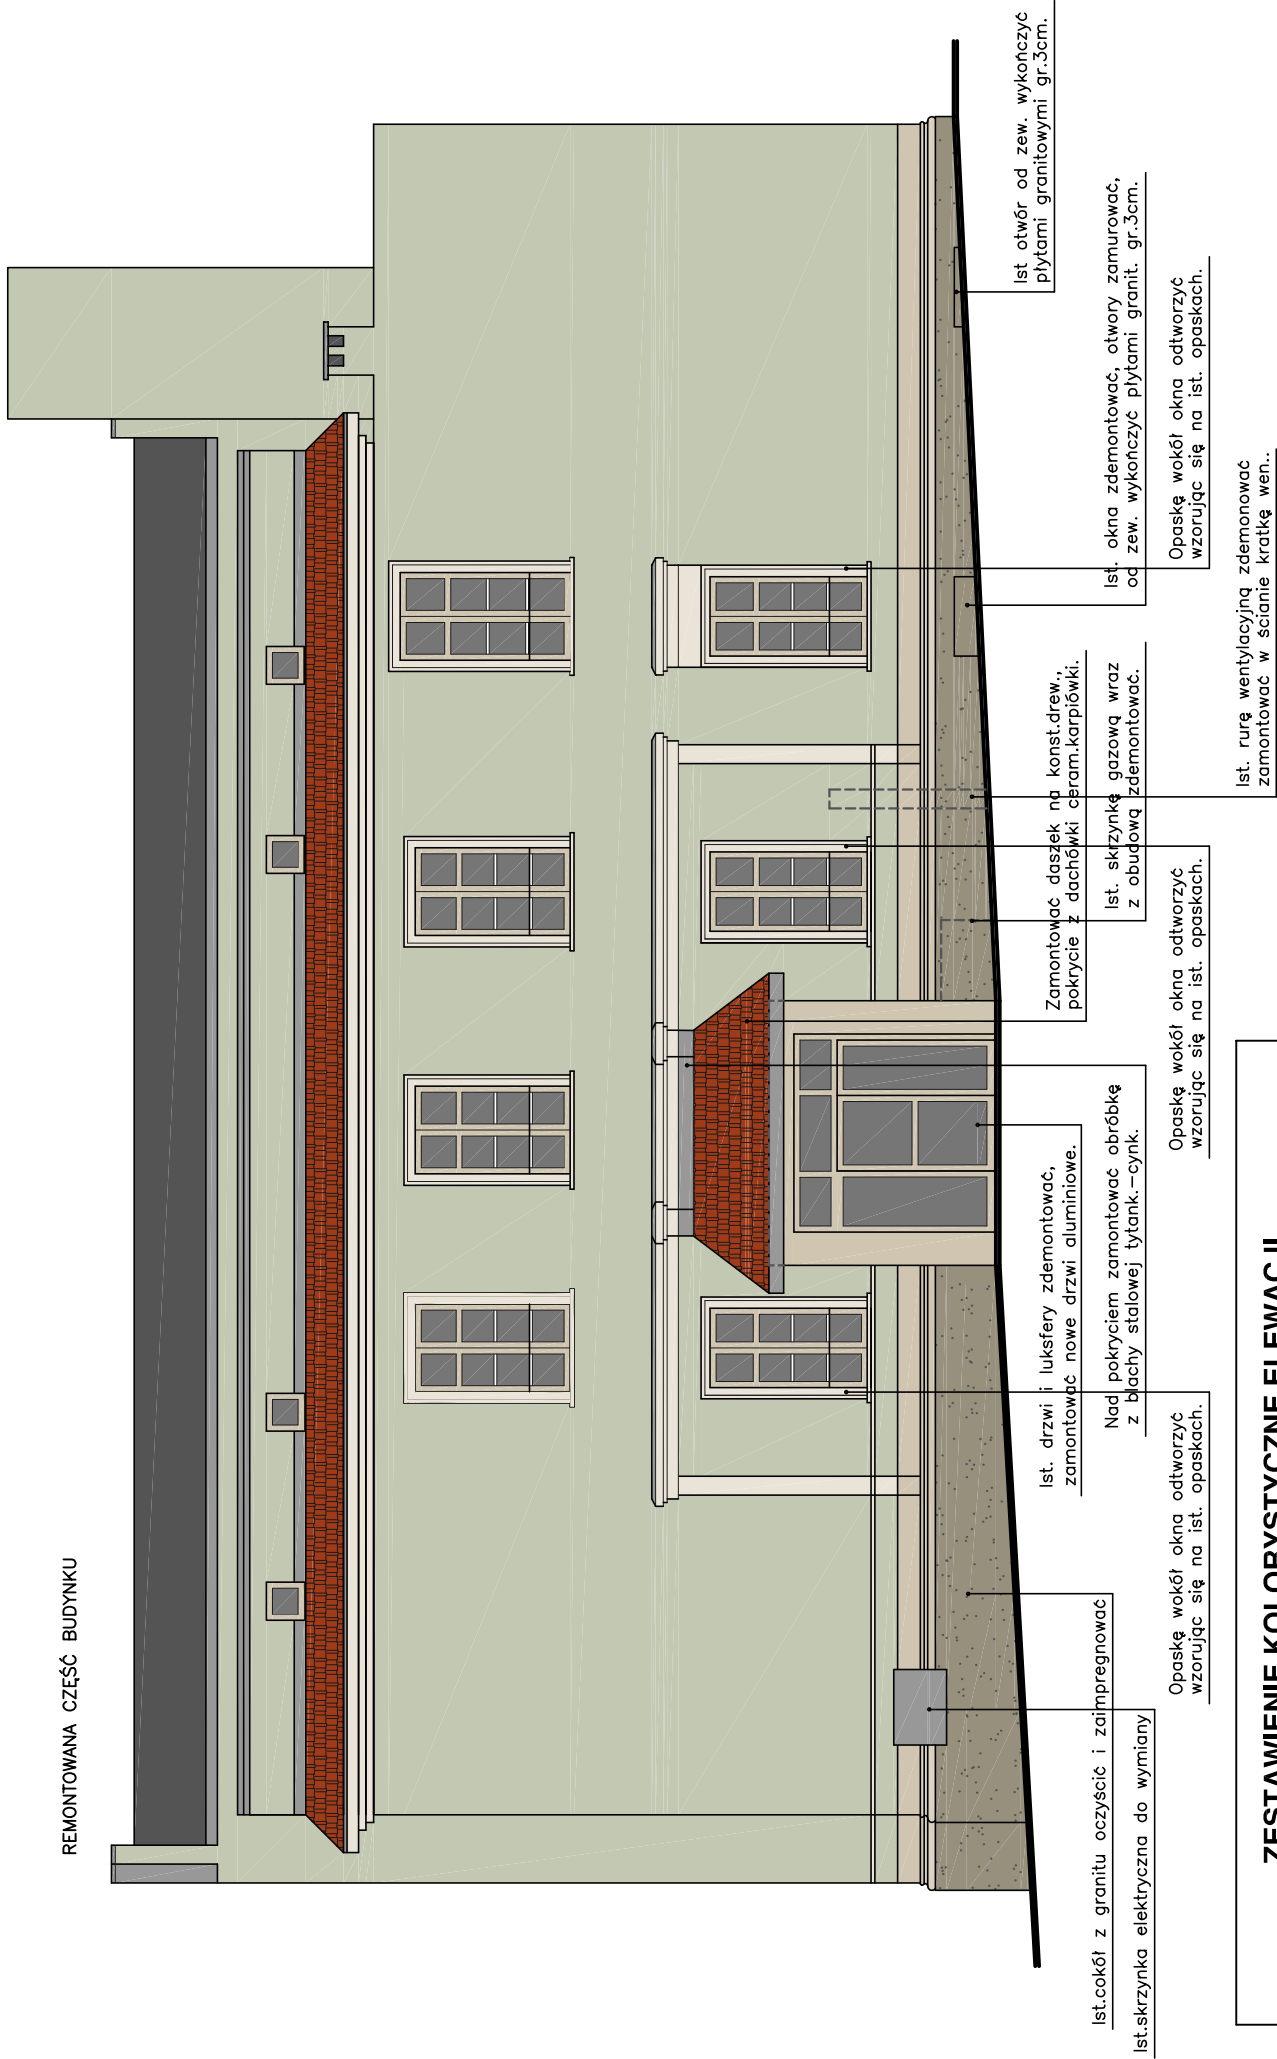 REMONTOWANA CZĘŚĆ BUDYNKU
Ist.cokół z granitu oczyścić i zaimpregnować
Ist.skrzynka elektryczna do wymiany
Opaskę wokół okna odtworzyć
wzorując się na ist. opaskach.
Ist. drzwi i luksfery zdemontować,
zamontować nowe drzwi aluminiowe.
Nad pokryciem zamontować obróbkę
z blachy stalowej tytank.-cynk.
Opaskę wokół okna odtworzyć
wzorując się na ist. opaskach.
Zamontować daszek na konst.drew.,
pokrycie z dachówki ceram.karpiówki.
Ist. skrzynkę gazową wraz
z obudową zdemontować.
Ist. rurę wentylacyjną zdemonować
zamontować w ścianie kratkę wen..
Ist. okna zdemontować, otwory zamurować,
od zew. wykończyć płytami granit. gr.3cm.
Opaskę wokół okna odtworzyć
wzorując się na ist. opaskach.
Ist otwór od zew. wykończyć
płytami granitowymi gr.3cm.
ZESTAWIENIE KOLORYSTYCZNE ELEWACJI